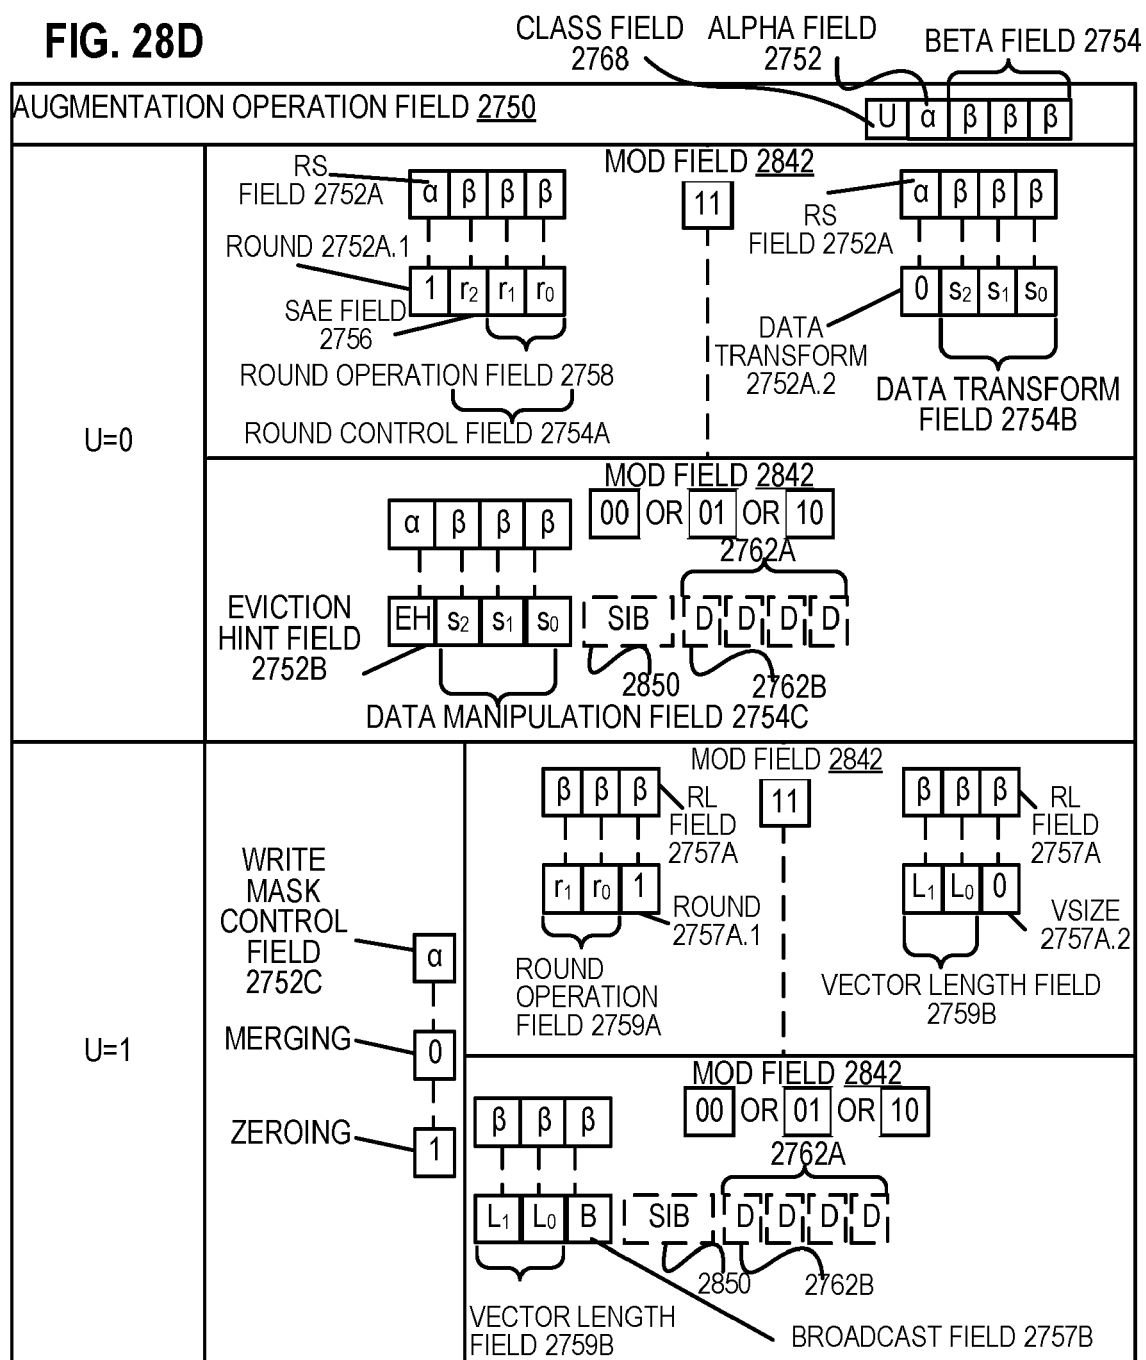 FIG. 28D
CLASS FIELD
2768
ALPHA FIELD
2752
BETA FIELD 2754
AUGMENTATION OPERATION FIELD 2750
U α β β β
U=0
MOD FIELD 2842
11
RS
FIELD 2752A
α β β β
ROUND 2752A.1
1 r2 r1 r0
SAE FIELD
2756
ROUND OPERATION FIELD 2758
ROUND CONTROL FIELD 2754A
α β β β
RS
FIELD 2752A
0 s2 s1 s0
DATA
TRANSFORM
2752A.2
DATA TRANSFORM
FIELD 2754B
MOD FIELD 2842
00 OR 01 OR 10
α β β β
2762A
EVICTION
HINT FIELD
2752B
EH s2 s1 s0
SIB D D D D
2850
2762B
DATA MANIPULATION FIELD 2754C
U=1
WRITE
MASK
CONTROL
FIELD
2752C
α
MERGING
0
ZEROING
1
MOD FIELD 2842
11
β β β
RL
FIELD
2757A
r1 r0 1
ROUND
2757A.1
ROUND
OPERATION
FIELD 2759A
β β β
RL
FIELD
2757A
L1 L0 0
VSIZE
2757A.2
VECTOR LENGTH FIELD
2759B
MOD FIELD 2842
00 OR 01 OR 10
β β β
2762A
L1 L0 B
SIB D D D D
2850
2762B
VECTOR LENGTH
FIELD 2759B
BROADCAST FIELD 2757B